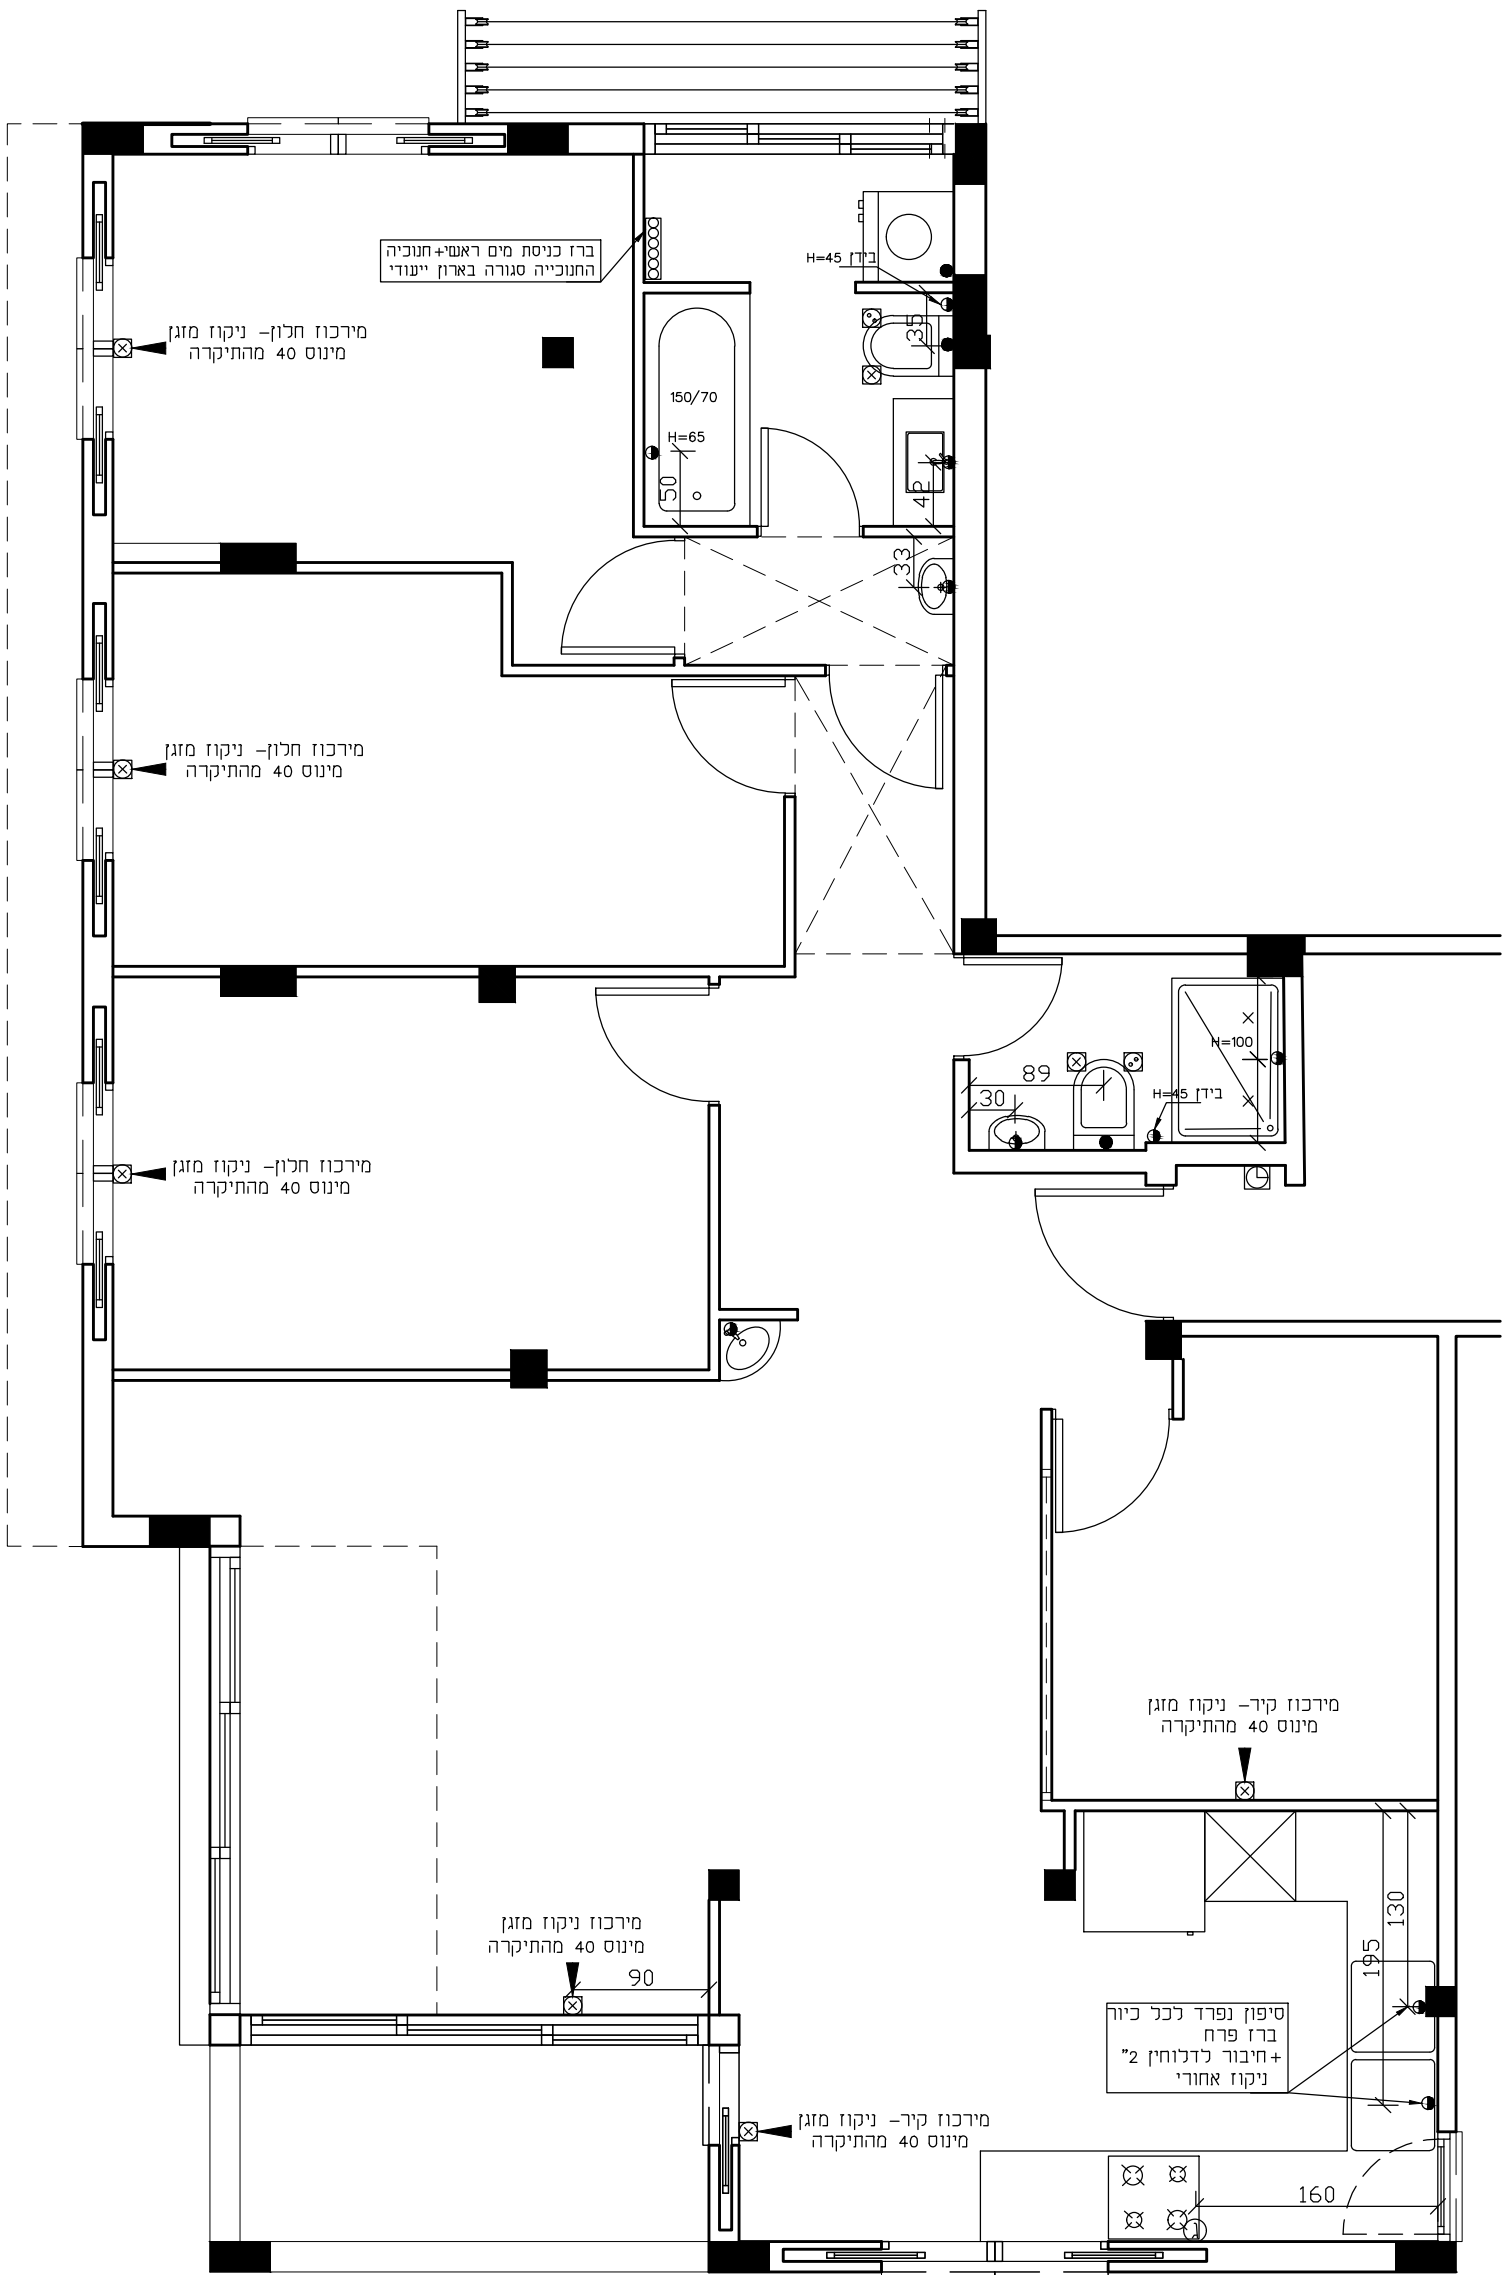 ברז כניסת מים ראשי+חנוכיה
החנוכייה סגורה בארון ייעודי
בידן H=45
35
מירכוז חלון- ניקוז מזגן
מינוס 40 מהתיקרה
150/70
H=65
50
42
33
מירכוז חלון- ניקוז מזגן
מינוס 40 מהתיקרה
H=100
89
בידן H=45
30
מירכוז חלון- ניקוז מזגן
מינוס 40 מהתיקרה
מירכוז קיר- ניקוז מזגן
מינוס 40 מהתיקרה
130
195
מירכוז ניקוז מזגן
מינוס 40 מהתיקרה
90
סיפון נפרד לכל כיור
ברז פרח
+חיבור לדלוחין 2"
ניקוז אחורי
מירכוז קיר- ניקוז מזגן
מינוס 40 מהתיקרה
160